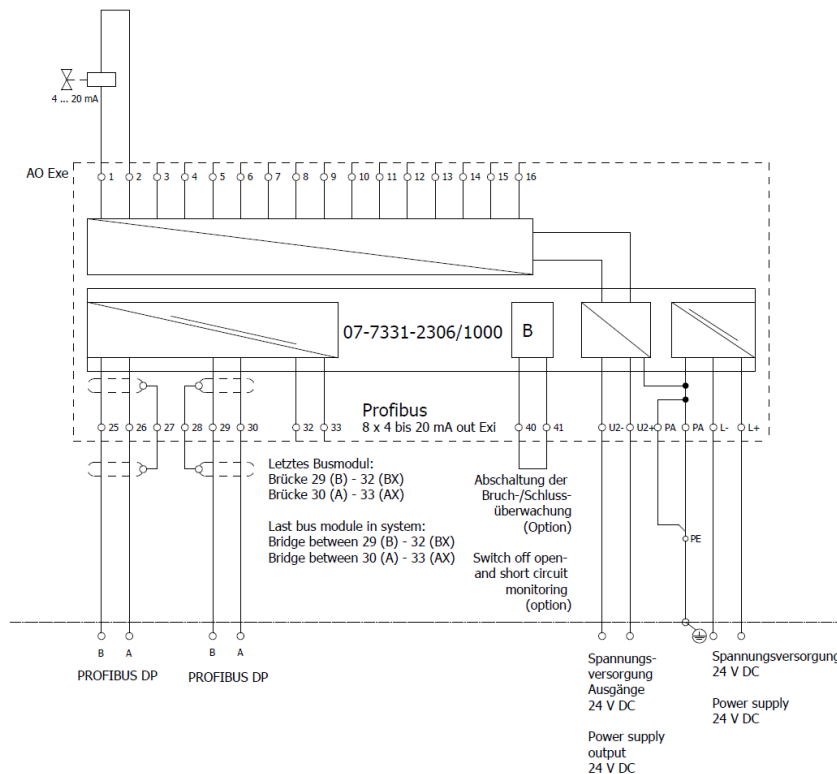 4 ... 20 mA
AO Exe
1 2 3 4 5 6 7 8 9 10 11 12 13 14 15 16
07-7331-2306/1000
B
Profibus
8 x 4 bis 20 mA out Exi
25 26 27 28 29 30 32 33 40 41 U2- U2+ PA PA L- L+
Letztes Busmodul:
Brücke 29 (B) - 32 (BX)
Brücke 30 (A) - 33 (AX)
Last bus module in system:
Bridge between 29 (B) - 32 (BX)
Bridge between 30 (A) - 33 (AX)
Abschaltung der
Bruch-/Schluss-
überwachung
(Option)
Switch off open-
and short circuit
monitoring
(option)
PE
B A B A
PROFIBUS DP
PROFIBUS DP
Spannungs-
versorgung
Ausgänge
24 V DC
Power supply
output
24 V DC
Spannungsversorgung
24 V DC
Power supply
24 V DC